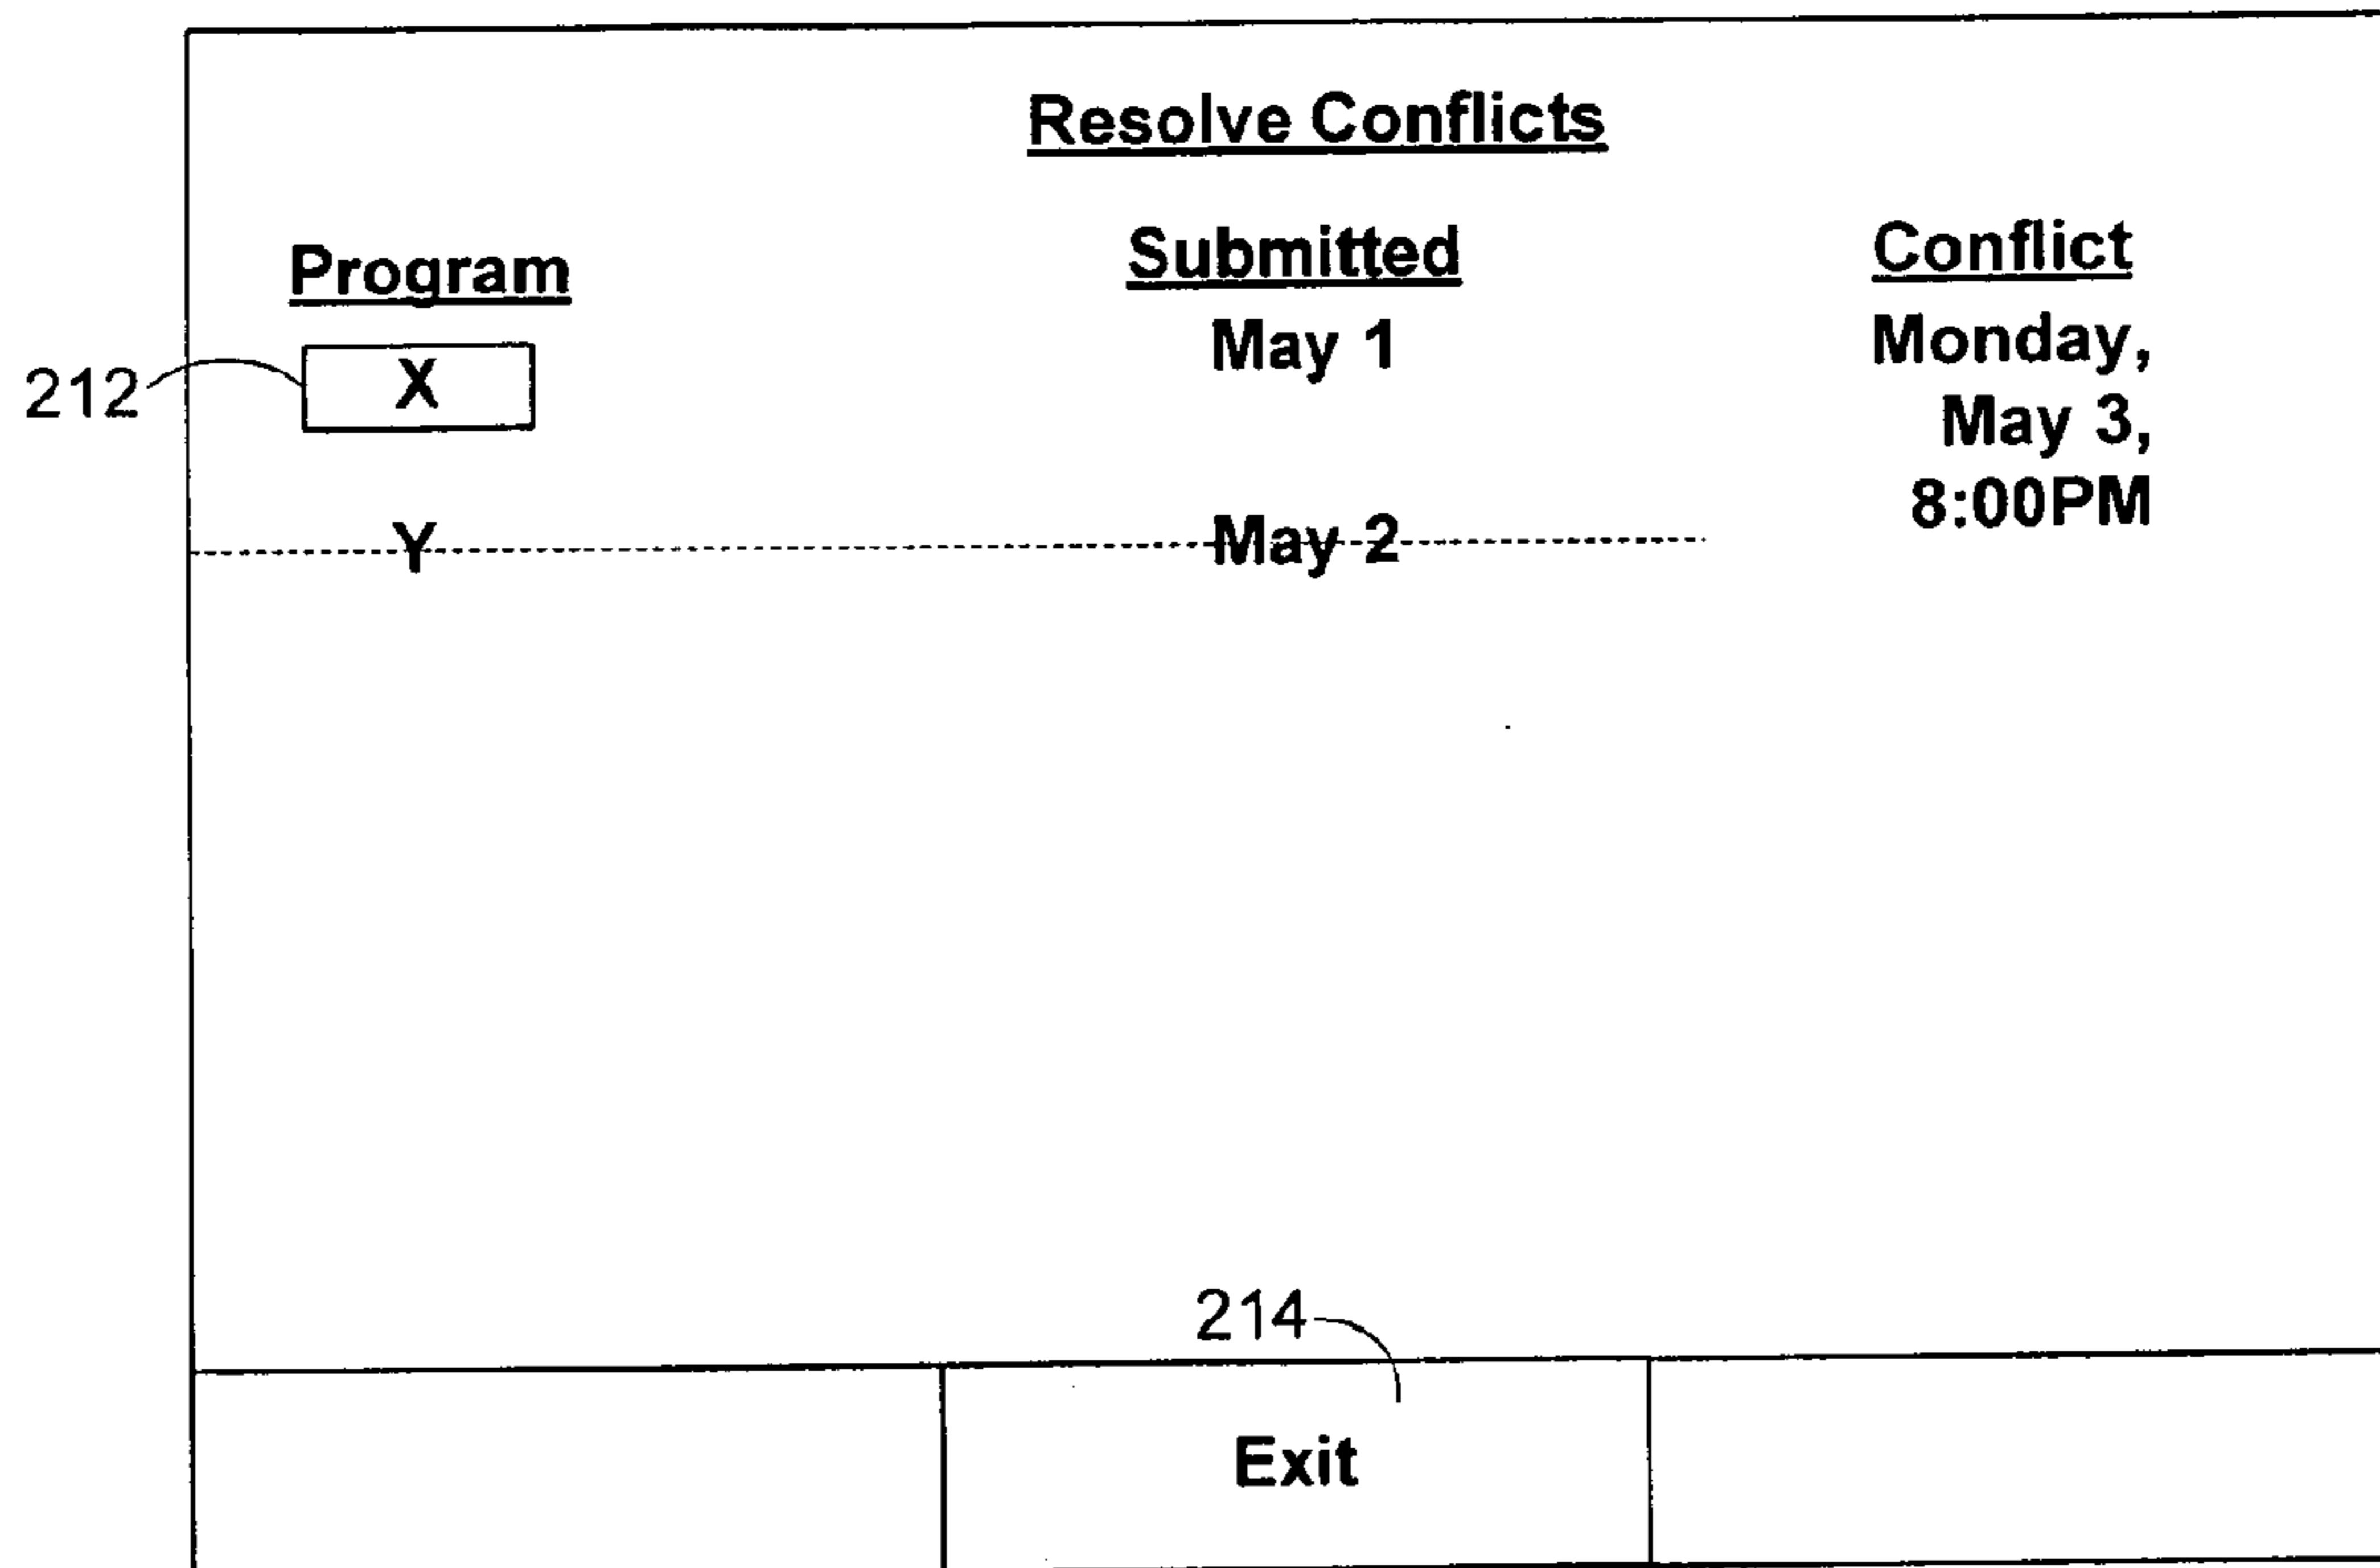 Resolve Conflicts
Program Submitted Conflict
212 X May 1 Monday,
May 3,
8:00PM
Y May 2
214
Exit